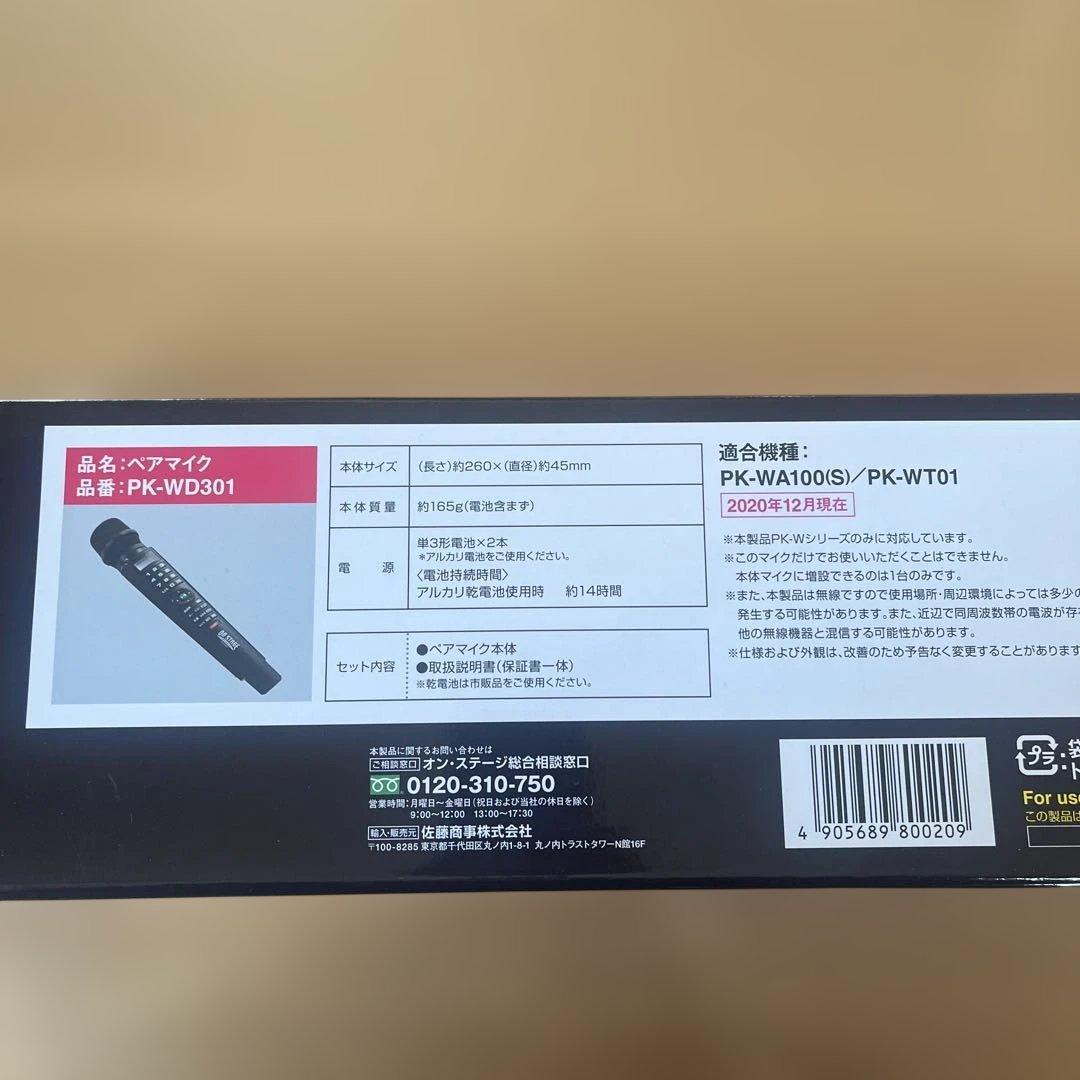 品名:ペアマイク
品番:PK-WD301
ON STAGE
本体サイズ (長さ)約260×(直径)約45mm
本体質量 約165g(電池含まず)
電源 単3形電池×2本
*アルカリ電池をご使用ください。
〈電池持続時間〉
アルカリ乾電池使用時 約14時間
セット内容 ●ペアマイク本体
●取扱説明書(保証書一体)
※乾電池は市販品をご使用ください。
適合機種:
PK-WA100(S)/PK-WT01
2020年12月現在
※本製品PK-Wシリーズのみに対応しています。
※このマイクだけでお使いいただくことはできません。
本体マイクに増設できるのは1台のみです。
※また、本製品は無線ですので使用場所・周辺環境によっては多少の
発生する可能性があります。また、近辺で同周波数帯の電波が存
他の無線機器と混信する可能性があります。
※仕様および外観は、改善のため予告なく変更することがあります
本製品に関するお問い合わせは
ご相談窓口 オン・ステージ総合相談窓口
0120-310-750
営業時間:月曜日〜金曜日(祝日および当社の休日を除く)
9:00〜12:00 13:00〜17:30
輸入・販売元 佐藤商事株式会社
〒100-8285 東京都千代田区丸ノ内1-8-1 丸ノ内トラストタワーN館16F
4 905689 800209
プラ
:袋
ト
For use
この製品は